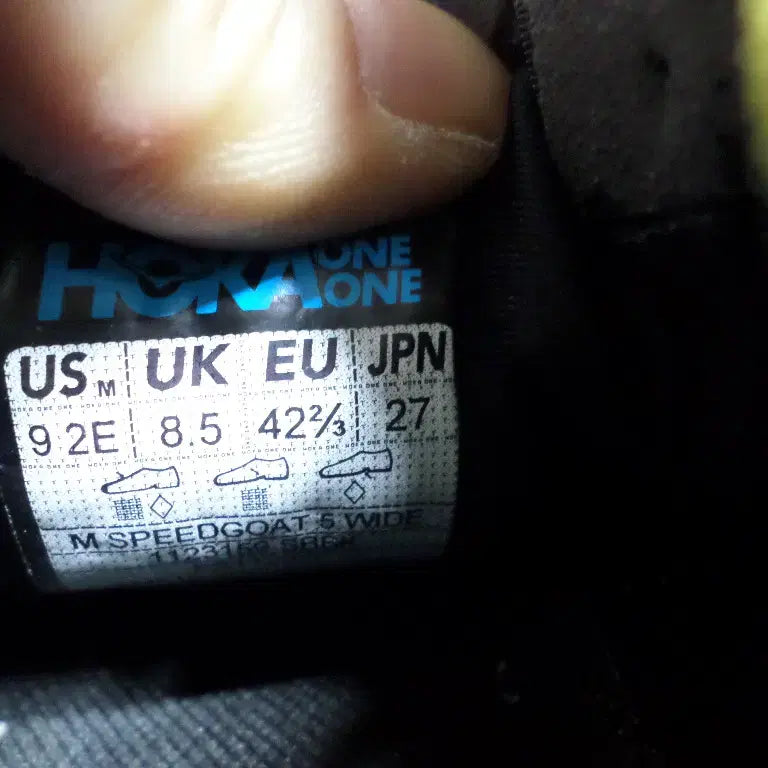 HOKA ONE ONE
US M UK EU JPN
9 2E 8.5 42⅔ 27
M SPEEDGOAT 5 WIDE